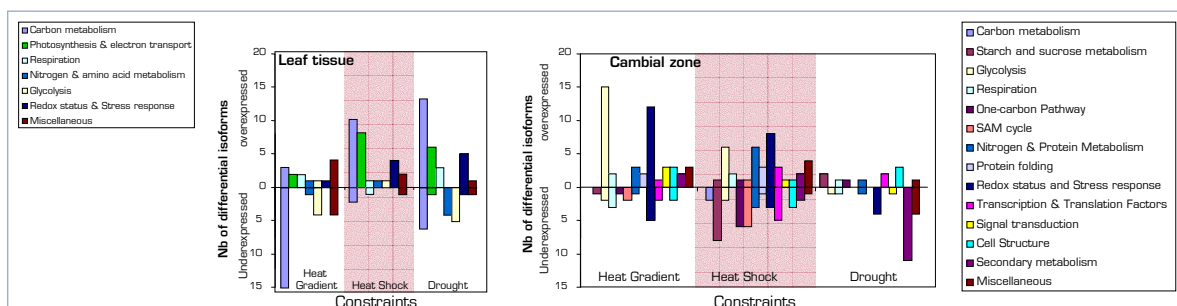 Carbon metabolism
Photosynthesis & electron transport
Respiration
Nitrogen & amino acid metabolism
Glycolysis
Redox status & Stress response
Miscellaneous
Nb of differential isoforms
Underexpressed
overexpressed
20
15
10
5
0
5
10
15
Leaf tissue
Heat
Gradient
Heat Shock
Drought
Constraints
Nb of differential isoforms
Underexpressed
overexpressed
20
15
10
5
0
5
10
15
Cambial zone
Heat Gradient
Heat Shock
Drought
Constraints
Carbon metabolism
Starch and sucrose metabolism
Glycolysis
Respiration
One-carbon Pathway
SAM cycle
Nitrogen & Protein Metabolism
Protein folding
Redox status and Stress response
Transcription & Translation Factors
Signal transduction
Cell Structure
Secondary metabolism
Miscellaneous